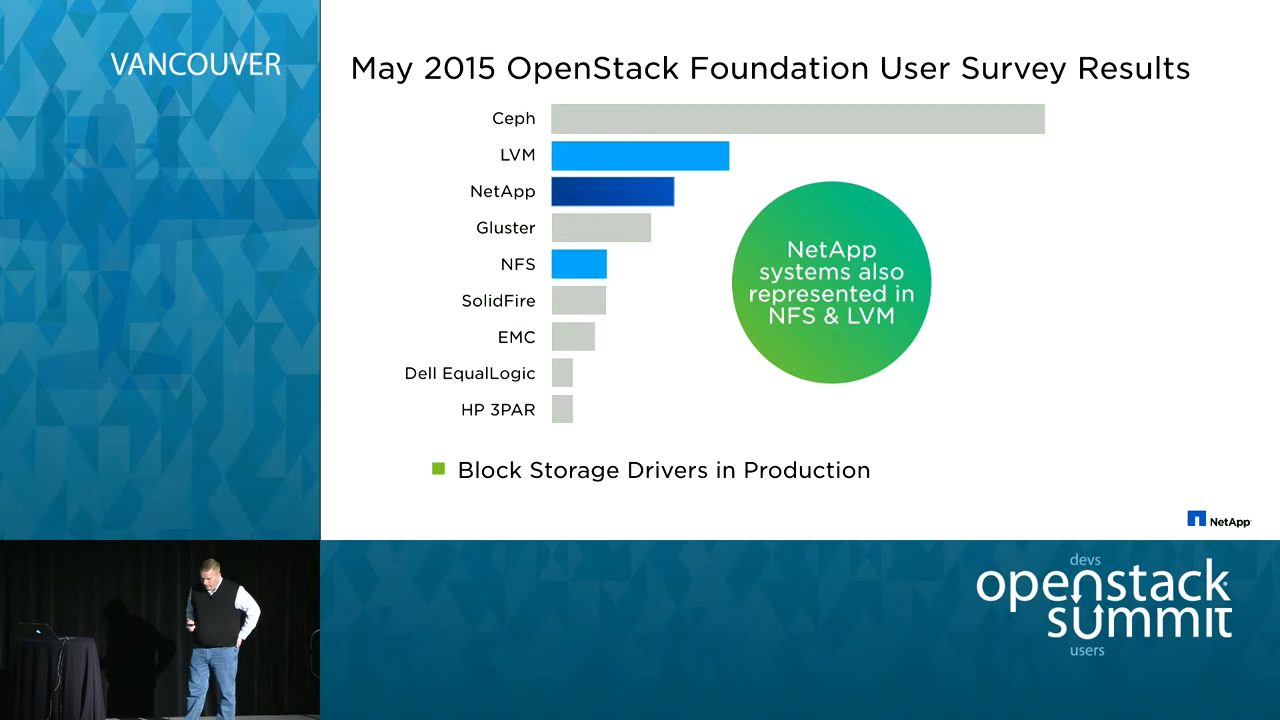 VANCOUVER
May 2015 OpenStack Foundation User Survey Results
Ceph
LVM
NetApp
Gluster
NFS
SolidFire
EMC
Dell EqualLogic
HP 3PAR
NetApp
systems also
represented in
NFS & LVM
Block Storage Drivers in Production
NetApp
devs
openstack
summit
users